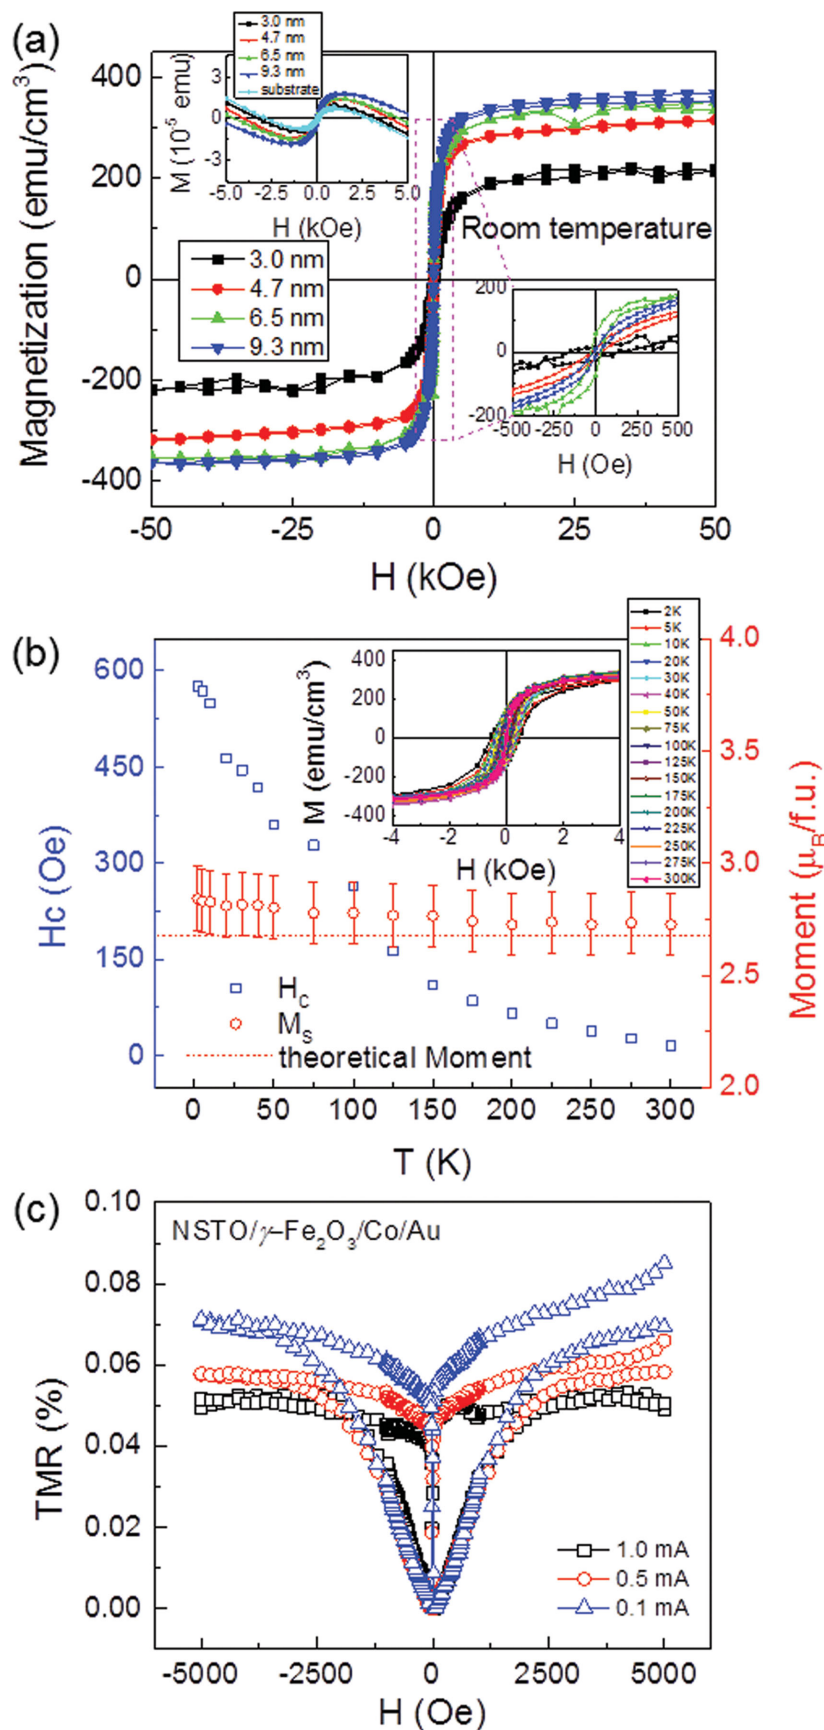 (a)
3.0 nm
4.7 nm
6.5 nm
9.3 nm
substrate
M (10⁻⁵ emu)
3
0
-3
-5.0 -2.5 0.0 2.5 5.0
H (kOe)
Magnetization (emu/cm³)
400
200
0
-200
-400
Room temperature
3.0 nm
4.7 nm
6.5 nm
9.3 nm
200
0
-200
-500 -250 0 250 500
H (Oe)
-50 -25 0 25 50
H (kOe)
(b)
600
450
300
150
0
Hc (Oe)
M (emu/cm³)
400
200
0
-200
-400
-4 -2 0 2 4
H (kOe)
2K
5K
10K
20K
30K
40K
50K
75K
100K
125K
150K
175K
200K
225K
250K
275K
300K
4.0
3.5
3.0
2.5
2.0
Moment (μB/f.u.)
Hc
Ms
theoretical Moment
0 50 100 150 200 250 300
T (K)
(c)
NSTO/γ-Fe₂O₃/Co/Au
0.10
0.08
0.06
0.04
0.02
0.00
TMR (%)
1.0 mA
0.5 mA
0.1 mA
-5000 -2500 0 2500 5000
H (Oe)